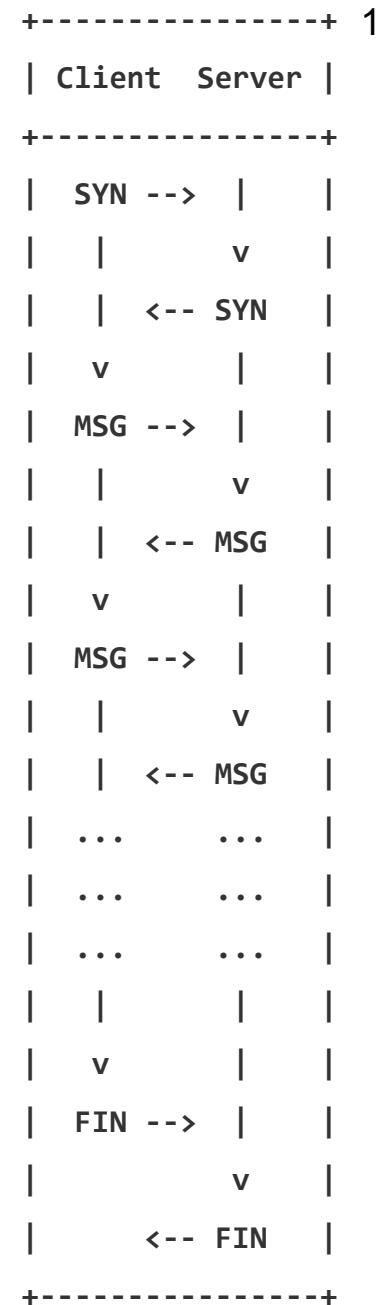 +----------------+ 1
| Client  Server |
+----------------+
|  SYN -->  |    |
|   |       v    |
|   |  <-- SYN   |
|   v       |    |
|  MSG -->  |    |
|   |       v    |
|   |  <-- MSG   |
|   v       |    |
|  MSG -->  |    |
|   |       v    |
|   |  <-- MSG   |
|  ...     ...   |
|  ...     ...   |
|  ...     ...   |
|   |       |    |
|   v       |    |
|  FIN -->  |    |
|           v    |
|      <-- FIN   |
+----------------+